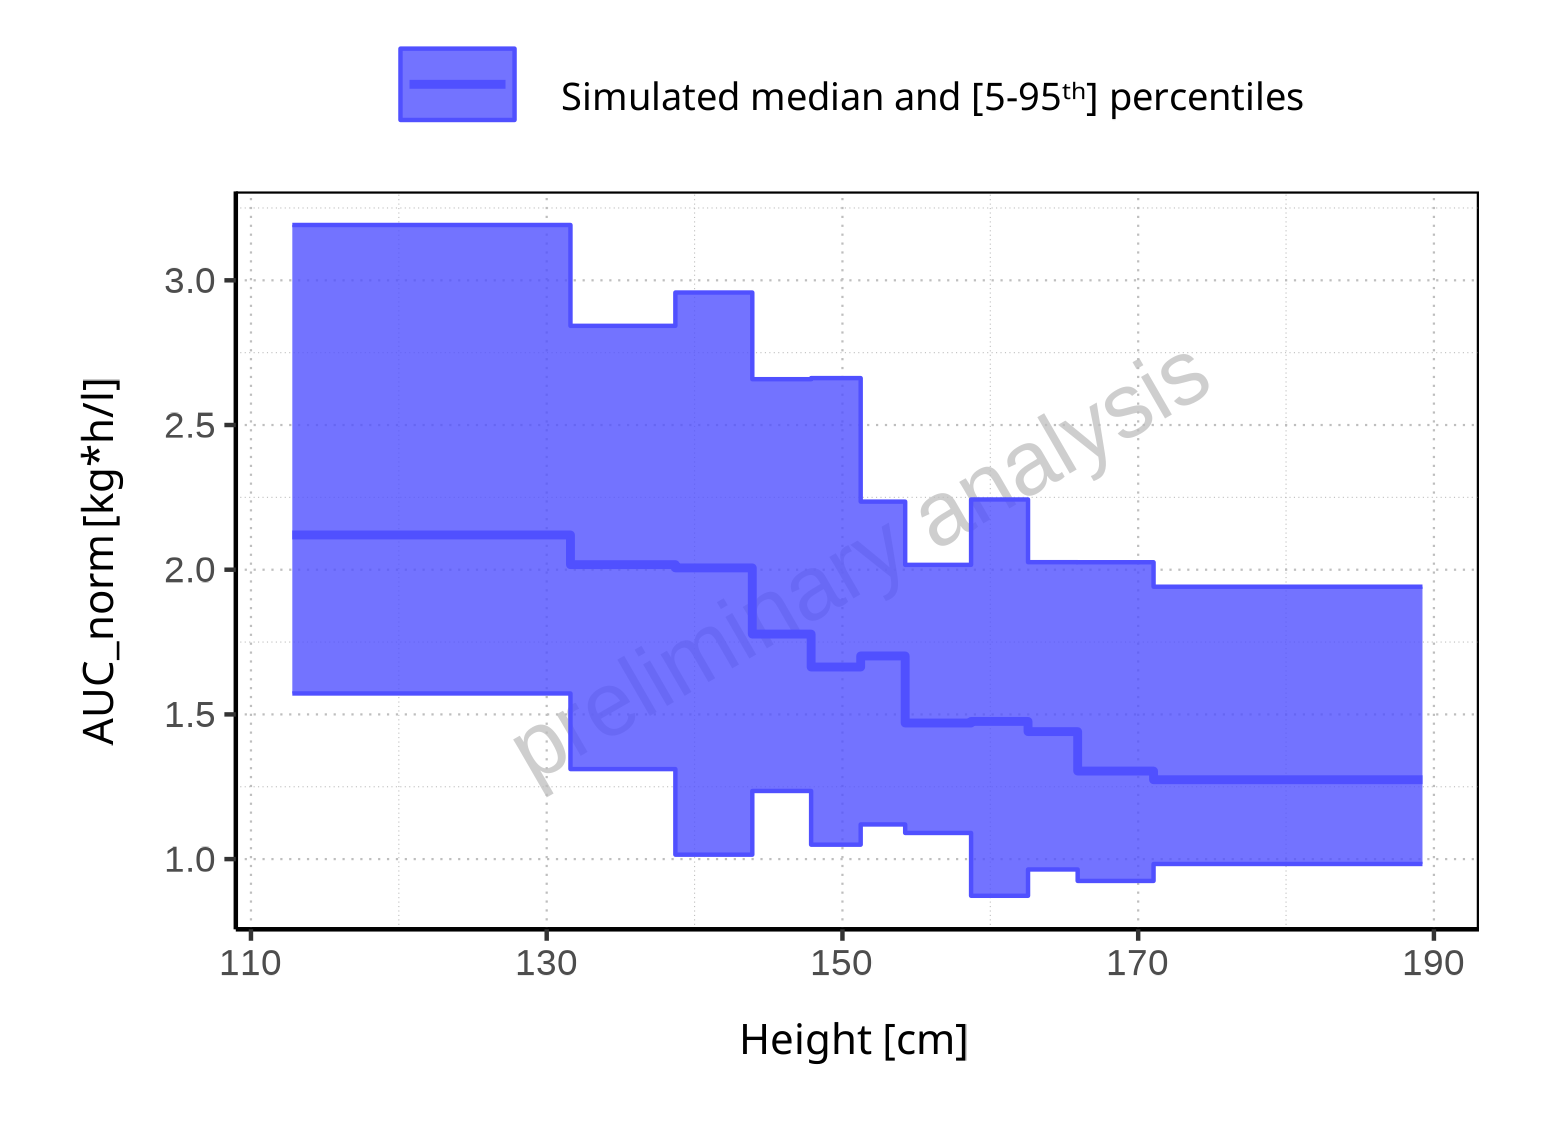 Simulated median and [5-95ᵗʰ] percentiles
AUC_norm [kg*h/l]
3.0
2.5
2.0
1.5
1.0
preliminary analysis
110 130 150 170 190
Height [cm]